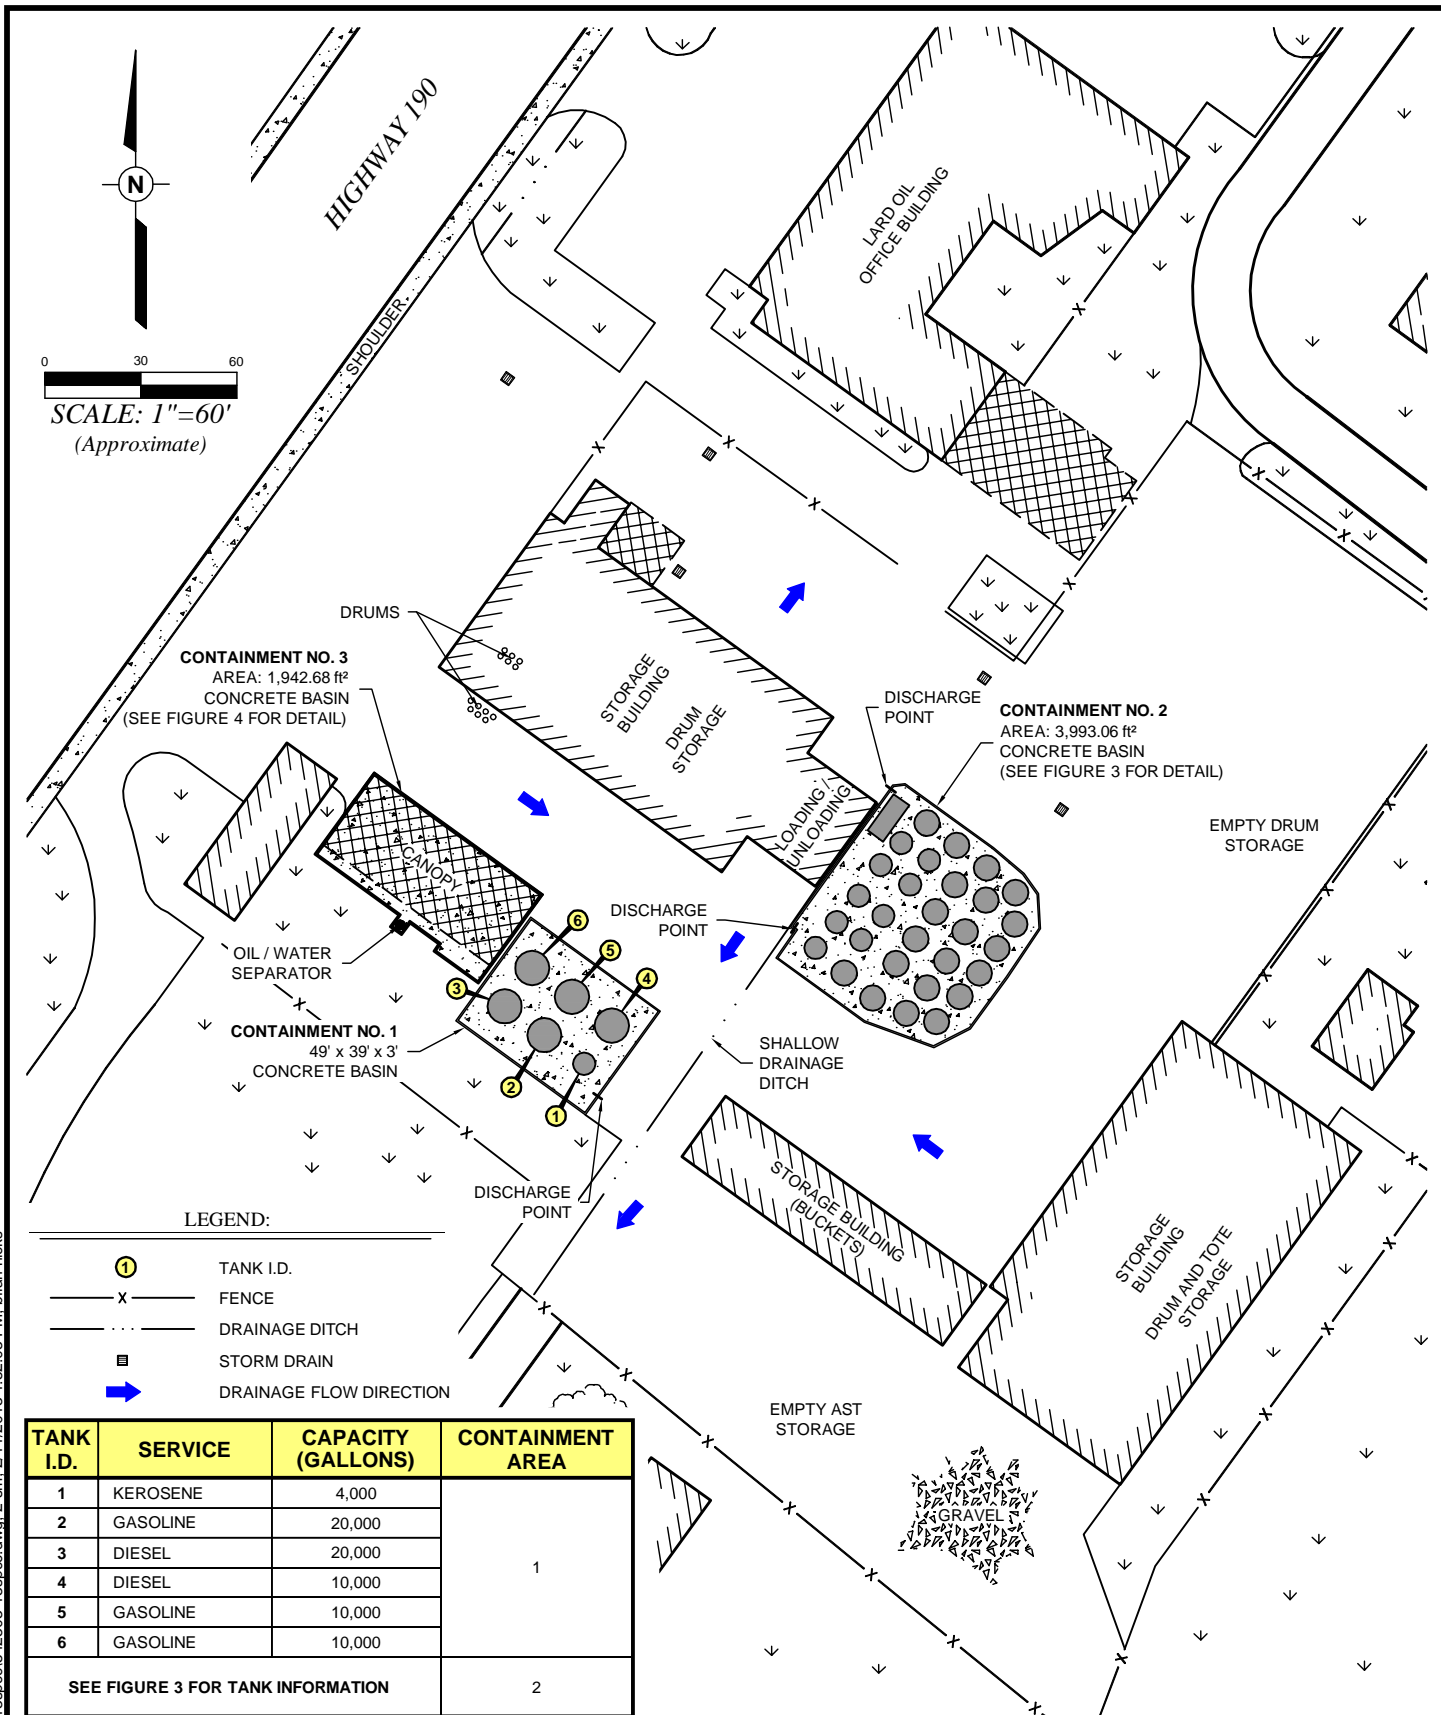 HIGHWAY 190
N
0 30 60
SCALE: 1"=60'
(Approximate)
SHOULDER
LARD OIL
OFFICE BUILDING
DRUMS
CONTAINMENT NO. 3
AREA: 1,942.68 ft²
CONCRETE BASIN
(SEE FIGURE 4 FOR DETAIL)
STORAGE
BUILDING
DRUM
STORAGE
DISCHARGE
POINT
CONTAINMENT NO. 2
AREA: 3,993.06 ft²
CONCRETE BASIN
(SEE FIGURE 3 FOR DETAIL)
LOADING /
UNLOADING
EMPTY DRUM
STORAGE
CANOPY
DISCHARGE
POINT
OIL / WATER
SEPARATOR
6
5
4
3
2
1
CONTAINMENT NO. 1
49' x 39' x 3'
CONCRETE BASIN
SHALLOW
DRAINAGE
DITCH
DISCHARGE
POINT
STORAGE BUILDING
(BUCKETS)
STORAGE
BUILDING
DRUM AND TOTE
STORAGE
EMPTY AST
STORAGE
GRAVEL
LEGEND:
1 TANK I.D.
X FENCE
DRAINAGE DITCH
STORM DRAIN
DRAINAGE FLOW DIRECTION
TANK I.D. SERVICE CAPACITY (GALLONS) CONTAINMENT AREA
1 KEROSENE 4,000 1
2 GASOLINE 20,000
3 DIESEL 20,000
4 DIESEL 10,000
5 GASOLINE 10,000
6 GASOLINE 10,000
SEE FIGURE 3 FOR TANK INFORMATION 2